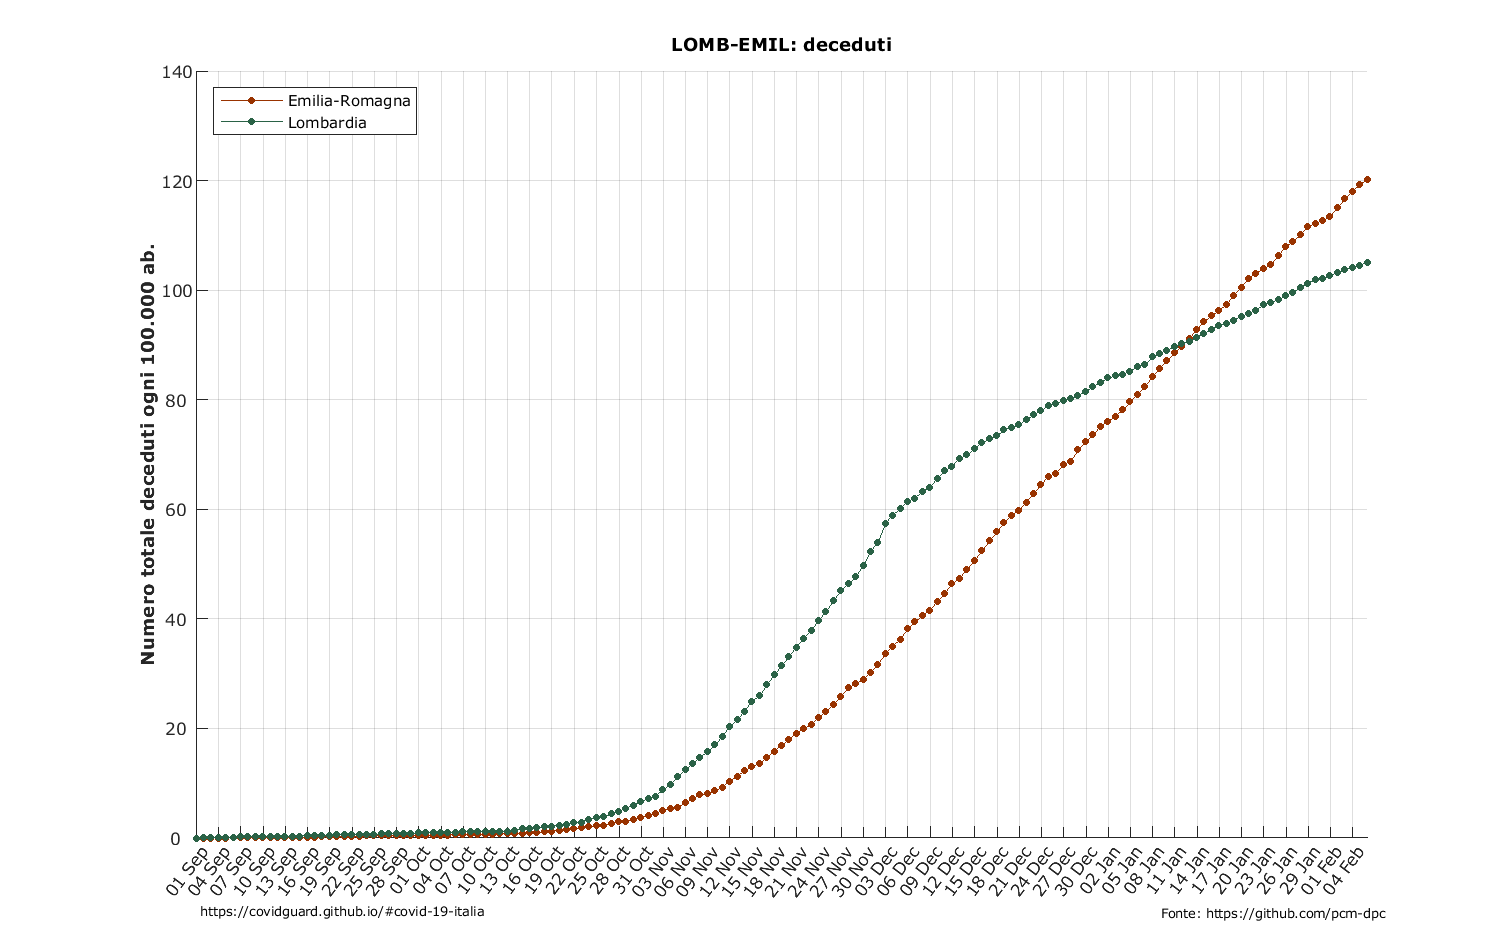 LOMB-EMIL: deceduti
Emilia-Romagna
Lombardia
Numero totale deceduti ogni 100.000 ab.
140
120
100
80
60
40
20
0
01 Sep
04 Sep
07 Sep
10 Sep
13 Sep
16 Sep
19 Sep
22 Sep
25 Sep
28 Sep
01 Oct
04 Oct
07 Oct
10 Oct
13 Oct
16 Oct
19 Oct
22 Oct
25 Oct
28 Oct
31 Oct
03 Nov
06 Nov
09 Nov
12 Nov
15 Nov
18 Nov
21 Nov
24 Nov
27 Nov
30 Nov
03 Dec
06 Dec
09 Dec
12 Dec
15 Dec
18 Dec
21 Dec
24 Dec
27 Dec
30 Dec
02 Jan
05 Jan
08 Jan
11 Jan
14 Jan
17 Jan
20 Jan
23 Jan
26 Jan
29 Jan
01 Feb
04 Feb
https://covidguard.github.io/#covid-19-italia
Fonte: https://github.com/pcm-dpc